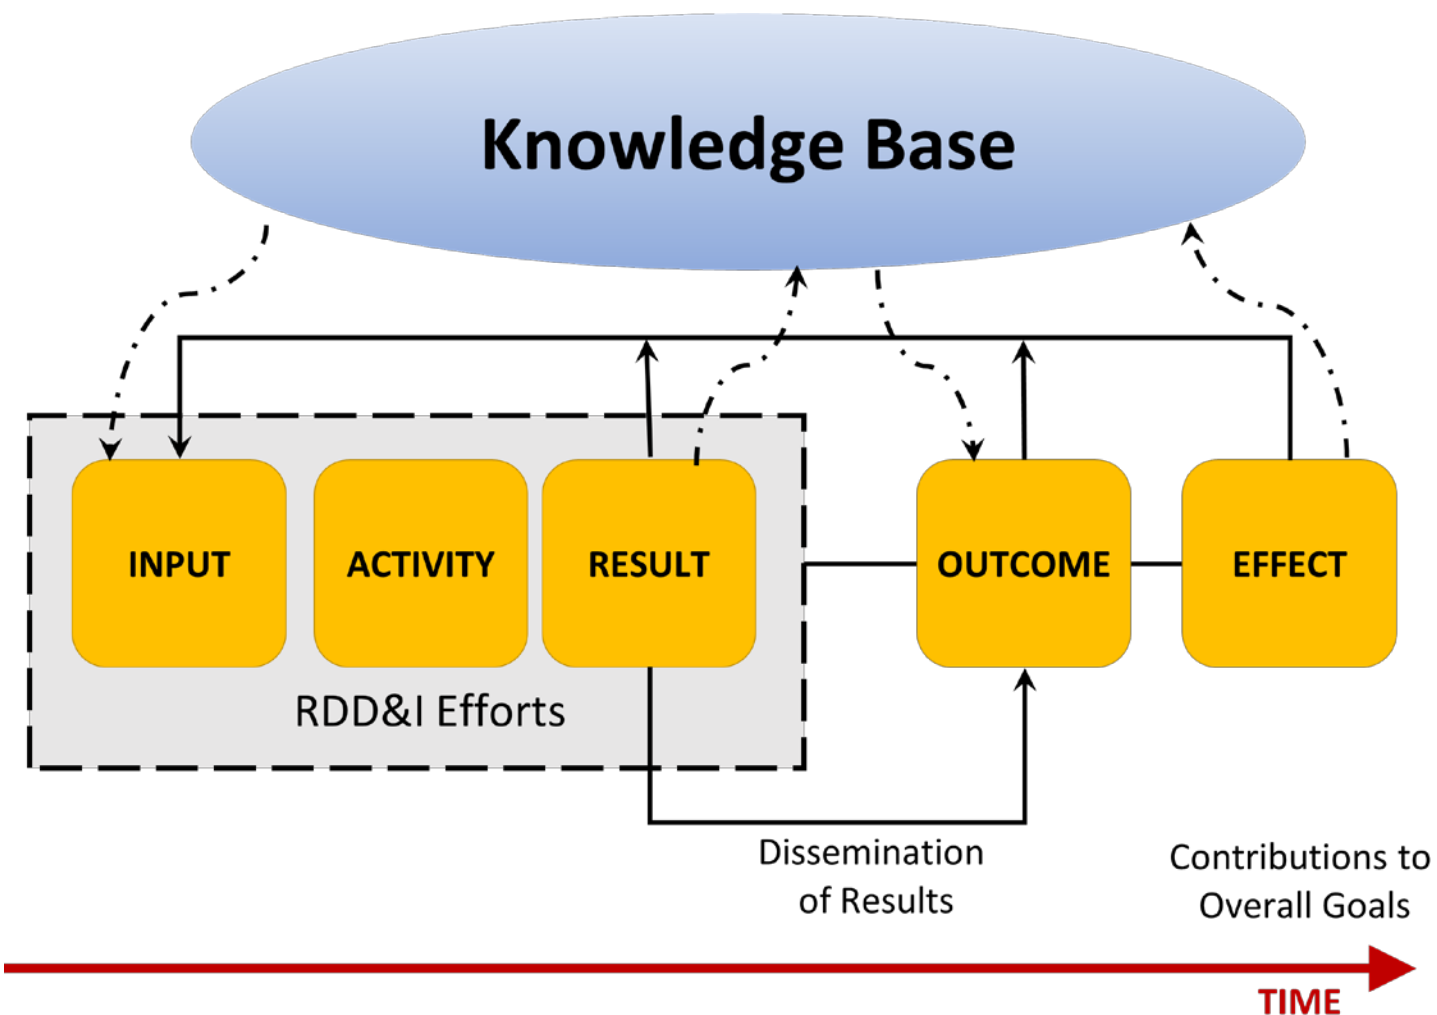 Knowledge Base
INPUT
ACTIVITY
RESULT
OUTCOME
EFFECT
RDD&I Efforts
Dissemination
of Results
Contributions to
Overall Goals
TIME